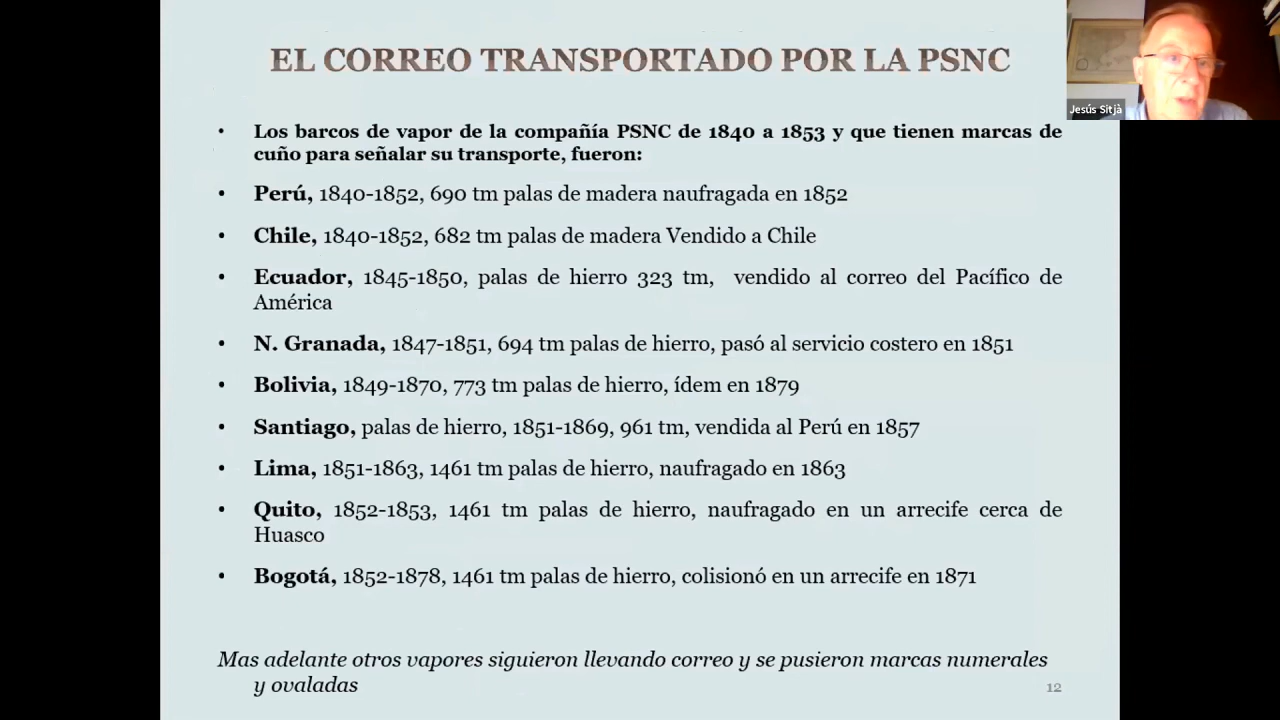 EL CORREO TRANSPORTADO POR LA PSNC
Jesús Sitjà
• Los barcos de vapor de la compañía PSNC de 1840 a 1853 y que tienen marcas de
cuño para señalar su transporte, fueron:
• Perú, 1840-1852, 690 tm palas de madera naufragada en 1852
• Chile, 1840-1852, 682 tm palas de madera Vendido a Chile
• Ecuador, 1845-1850, palas de hierro 323 tm, vendido al correo del Pacífico de
América
• N. Granada, 1847-1851, 694 tm palas de hierro, pasó al servicio costero en 1851
• Bolivia, 1849-1870, 773 tm palas de hierro, ídem en 1879
• Santiago, palas de hierro, 1851-1869, 961 tm, vendida al Perú en 1857
• Lima, 1851-1863, 1461 tm palas de hierro, naufragado en 1863
• Quito, 1852-1853, 1461 tm palas de hierro, naufragado en un arrecife cerca de
Huasco
• Bogotá, 1852-1878, 1461 tm palas de hierro, colisionó en un arrecife en 1871
Mas adelante otros vapores siguieron llevando correo y se pusieron marcas numerales
y ovaladas
12